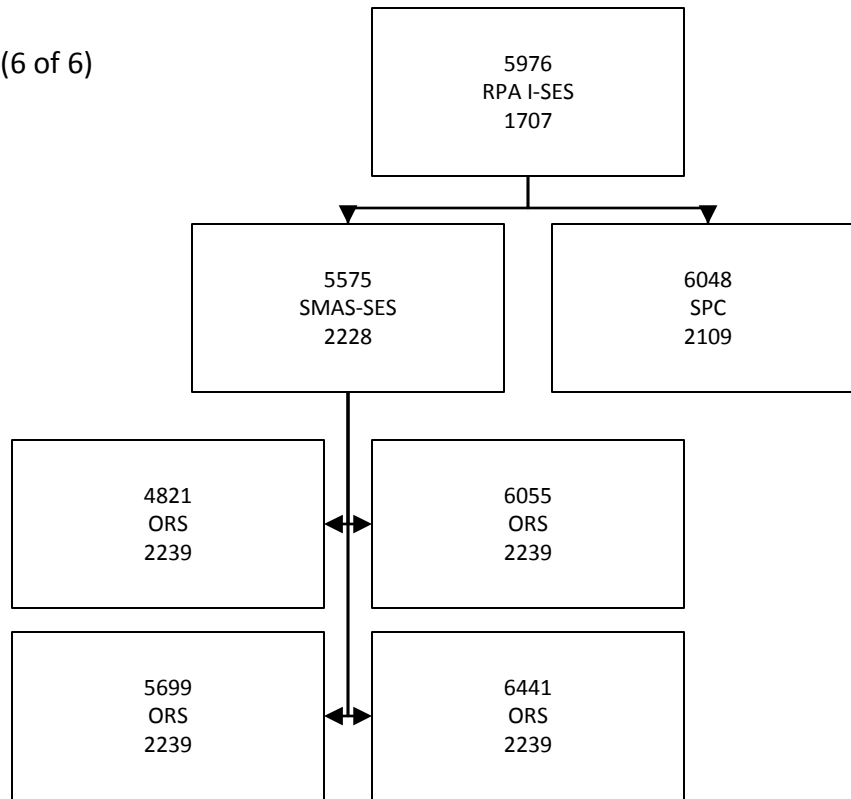 (6 of 6)
5976
RPA I-SES
1707
5575
SMAS-SES
2228
6048
SPC
2109
4821
ORS
2239
6055
ORS
2239
5699
ORS
2239
6441
ORS
2239